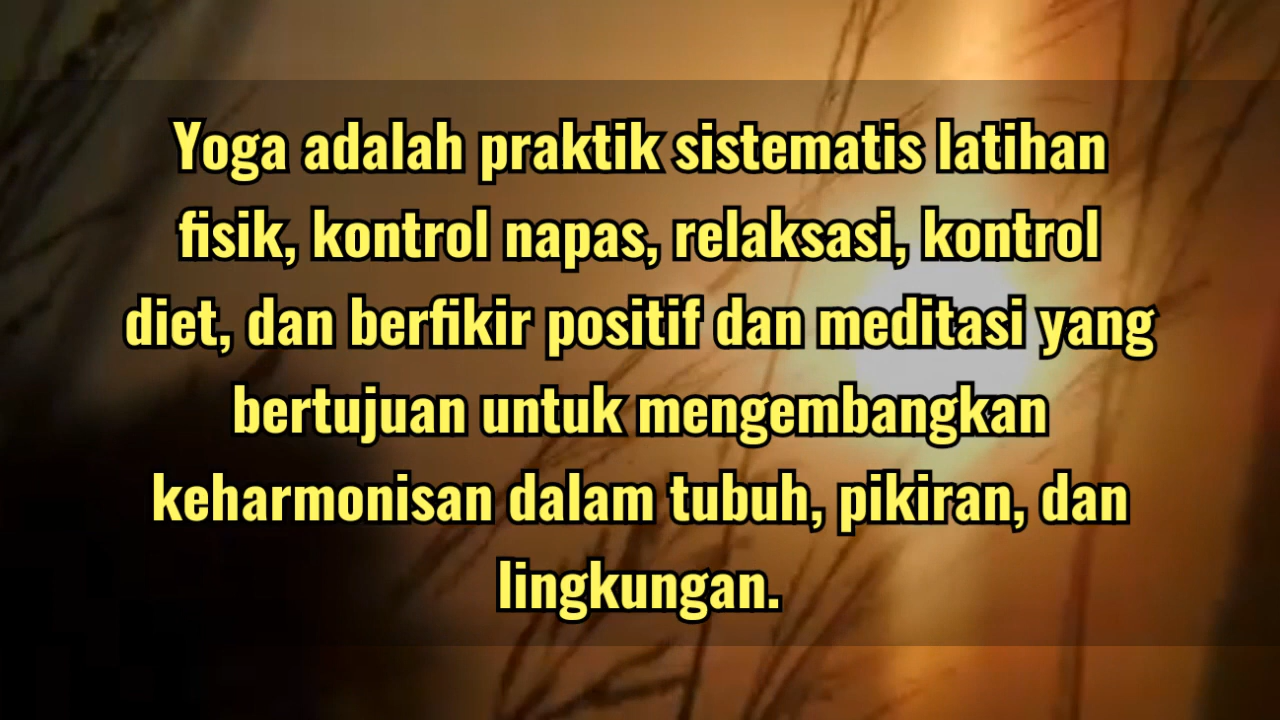 Yoga adalah praktik sistematis latihan
fisik, kontrol napas, relaksasi, kontrol
diet, dan berfikir positif dan meditasi yang
bertujuan untuk mengembangkan
keharmonisan dalam tubuh, pikiran, dan
lingkungan.